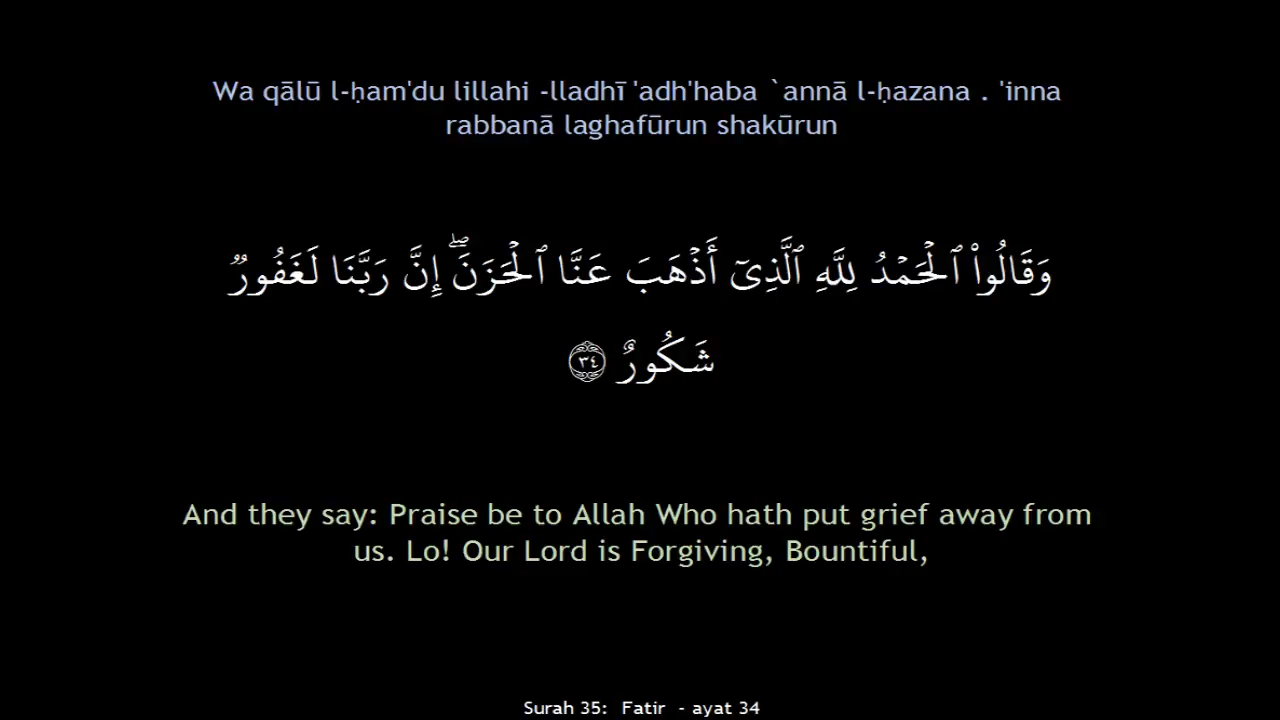 Wa qālū l-ḥam'du lillahi -lladhī 'adh'haba `annā l-ḥazana . 'inna
rabbanā laghafūrun shakūrun
وَقَالُوا۟ ٱلْحَمْدُ لِلَّهِ ٱلَّذِىٓ أَذْهَبَ عَنَّا ٱلْحَزَنَ ۖ إِنَّ رَبَّنَا لَغَفُورٌ
شَكُورٌ ﴿٣٤﴾
And they say: Praise be to Allah Who hath put grief away from
us. Lo! Our Lord is Forgiving, Bountiful,
Surah 35: Fatir - ayat 34